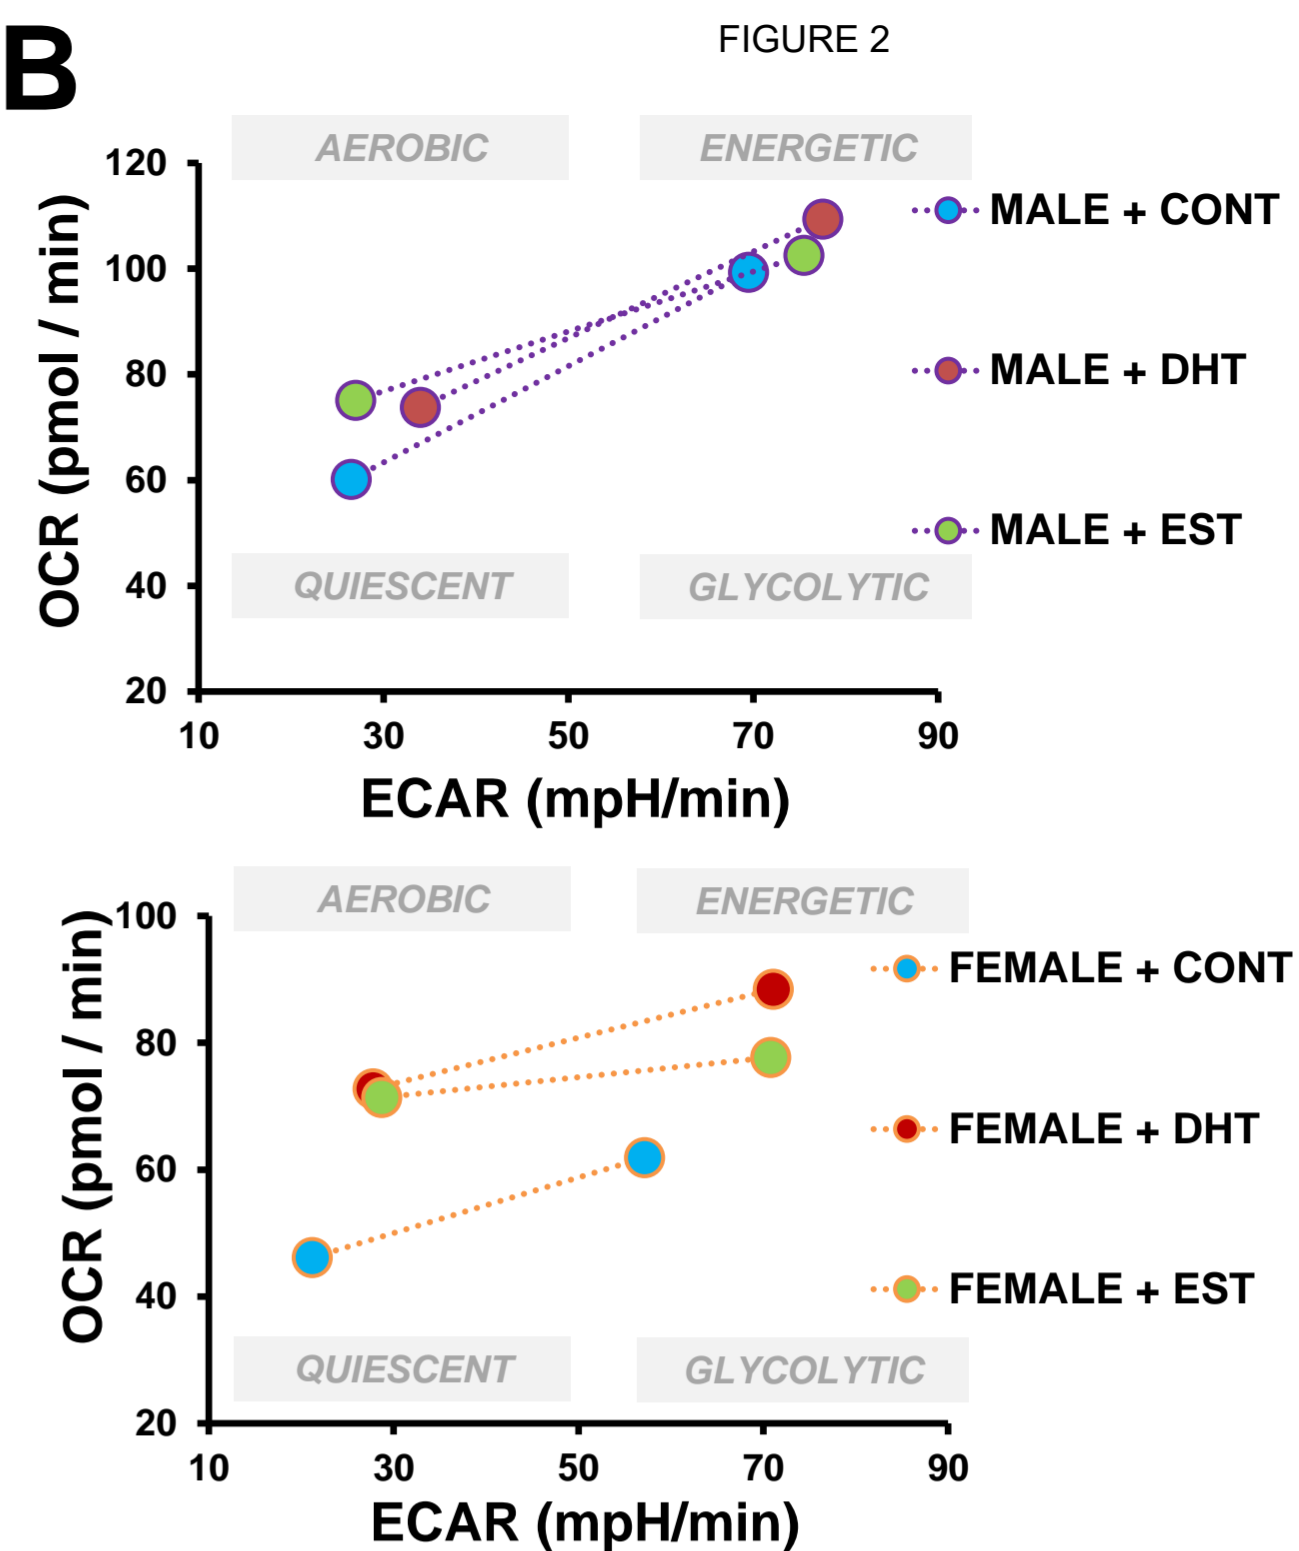 B
FIGURE 2
AEROBIC
ENERGETIC
120
100
80
60
40
20
OCR (pmol / min)
MALE + CONT
MALE + DHT
MALE + EST
QUIESCENT
GLYCOLYTIC
10 30 50 70 90
ECAR (mpH/min)
AEROBIC
ENERGETIC
100
80
60
40
20
OCR (pmol / min)
FEMALE + CONT
FEMALE + DHT
FEMALE + EST
QUIESCENT
GLYCOLYTIC
10 30 50 70 90
ECAR (mpH/min)